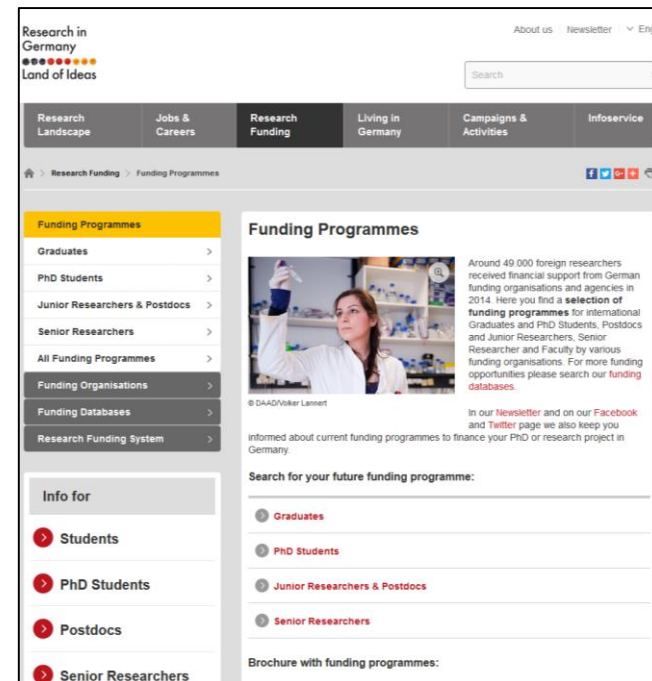 Research in
Germany
Land of Ideas
About us
Newsletter
Eng
Search
Research
Landscape
Jobs &
Careers
Research
Funding
Living in
Germany
Campaigns &
Activities
Infoservice
> Research Funding > Funding Programmes
Funding Programmes
Graduates
PhD Students
Junior Researchers & Postdocs
Senior Researchers
All Funding Programmes
Funding Organisations
Funding Databases
Research Funding System
Info for
Students
PhD Students
Postdocs
Senior Researchers
Funding Programmes
© DAAD/Volker Lannert
Around 49.000 foreign researchers
received financial support from German
funding organisations and agencies in
2014. Here you find a selection of
funding programmes for international
Graduates and PhD Students, Postdocs
and Junior Researchers, Senior
Researcher and Faculty by various
funding organisations. For more funding
opportunities please search our funding
databases.
In our Newsletter and on our Facebook
and Twitter page we also keep you
informed about current funding programmes to finance your PhD or research project in
Germany.
Search for your future funding programme:
Graduates
PhD Students
Junior Researchers & Postdocs
Senior Researchers
Brochure with funding programmes: